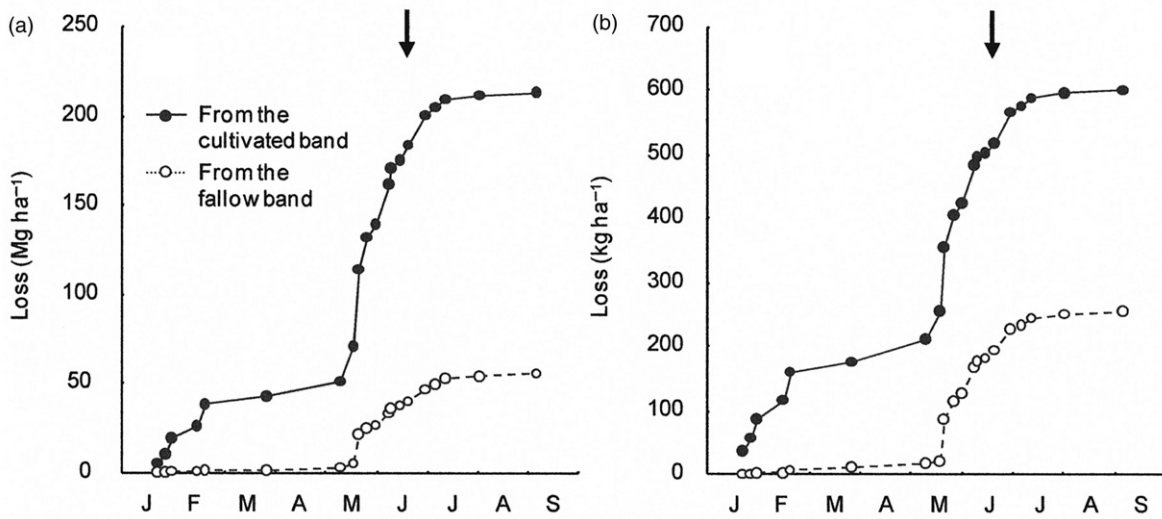 (a)
250
200
150
100
50
0
Loss (Mg ha⁻¹)
From the
cultivated band
From the
fallow band
J F M M J J A S
(b)
700
600
500
400
300
200
100
0
Loss (kg ha⁻¹)
J F M M J J A S